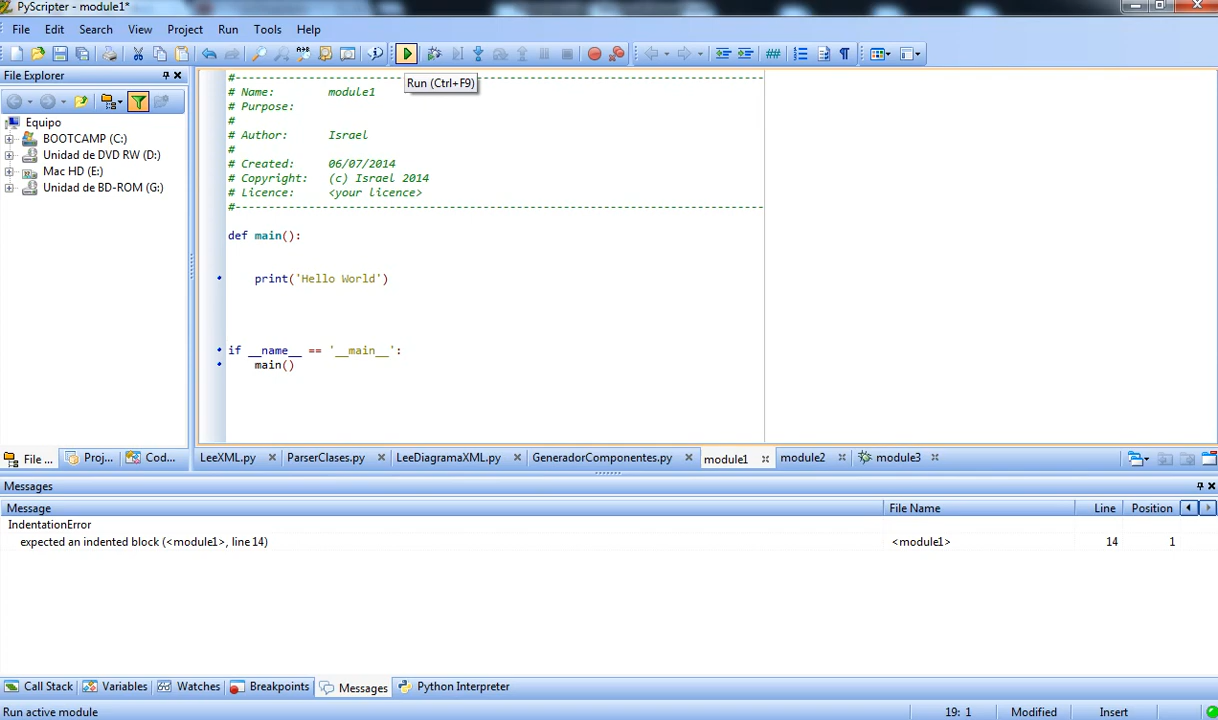 PyScripter - module1*
File Edit Search View Project Run Tools Help
File Explorer
Run (Ctrl+F9)
Equipo
BOOTCAMP (C:)
Unidad de DVD RW (D:)
Mac HD (E:)
Unidad de BD-ROM (G:)
#-------------------------------------------------------------------------------
# Name: module1
# Purpose:
#
# Author: Israel
#
# Created: 06/07/2014
# Copyright: (c) Israel 2014
# Licence: <your licence>
#-------------------------------------------------------------------------------
def main():
print('Hello World')
if __name__ == '__main__':
main()
File ... Proj... Cod...
LeeXML.py ParserClases.py LeeDiagramaXML.py GeneradorComponentes.py module1 module2 module3
Messages
Message File Name Line Position
IndentationError
expected an indented block (<module1>, line 14) <module1> 14 1
Call Stack Variables Watches Breakpoints Messages Python Interpreter
Run active module 19: 1 Modified Insert